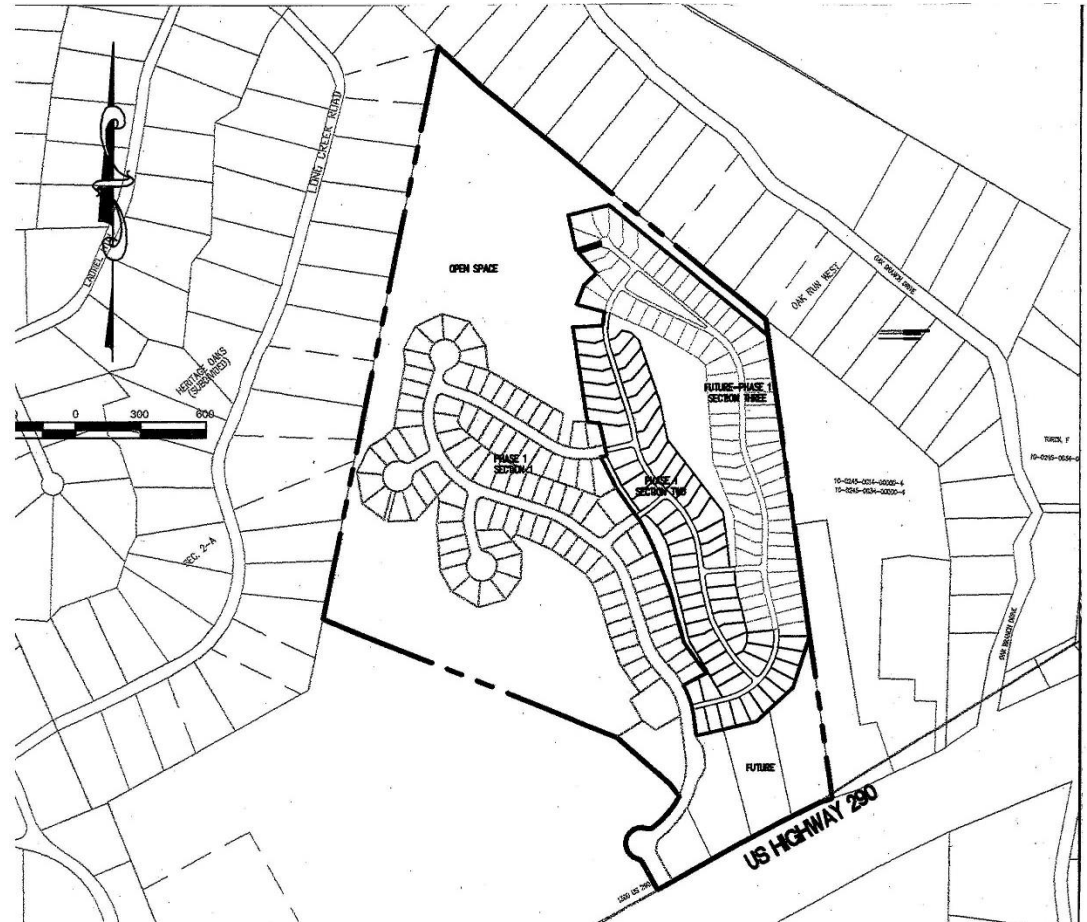 LONG CREEK ROAD
OPEN SPACE
OAK BRANCH DRIVE
OAK RUN WEST
HERITAGE OAKS
(SUBDIVIDED)
FUTURE-PHASE 1
SECTION THREE
0 300 600
PHASE 1
SECTION-1
PHASE 1
SECTION TWO
SEC. 2-A
OAK BRANCH DRIVE
FUTURE
US HIGHWAY 290